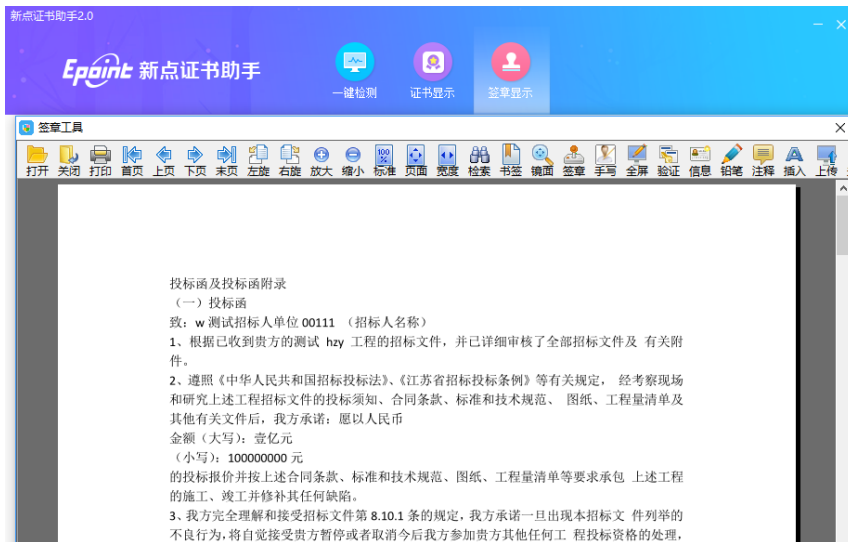 新点证书助手2.0
Epoint 新点证书助手
一键检测 证书显示 签章显示
签章工具
100%
打开 关闭 打印 首页 上页 下页 末页 左旋 右旋 放大 缩小 标准 页面 宽度 检索 书签 镜面 签章 手写 全屏 验证 信息 铅笔 注释 插入 上传
投标函及投标函附录
（一）投标函
致：w 测试招标人单位 00111 （招标人名称）
1、根据已收到贵方的测试 hzy 工程的招标文件，并已详细审核了全部招标文件及 有关附
件。
2、遵照《中华人民共和国招标投标法》、《江苏省招标投标条例》等有关规定， 经考察现场
和研究上述工程招标文件的投标须知、合同条款、标准和技术规范、 图纸、工程量清单及
其他有关文件后，我方承诺：愿以人民币
金额（大写）：壹亿元
（小写）：100000000 元
的投标报价并按上述合同条款、标准和技术规范、图纸、工程量清单等要求承包 上述工程
的施工、竣工并修补其任何缺陷。
3、我方完全理解和接受招标文件第 8.10.1 条的规定，我方承诺一旦出现本招标文 件列举的
不良行为，将自觉接受贵方暂停或者取消今后我方参加贵方其他任何工 程投标资格的处理，